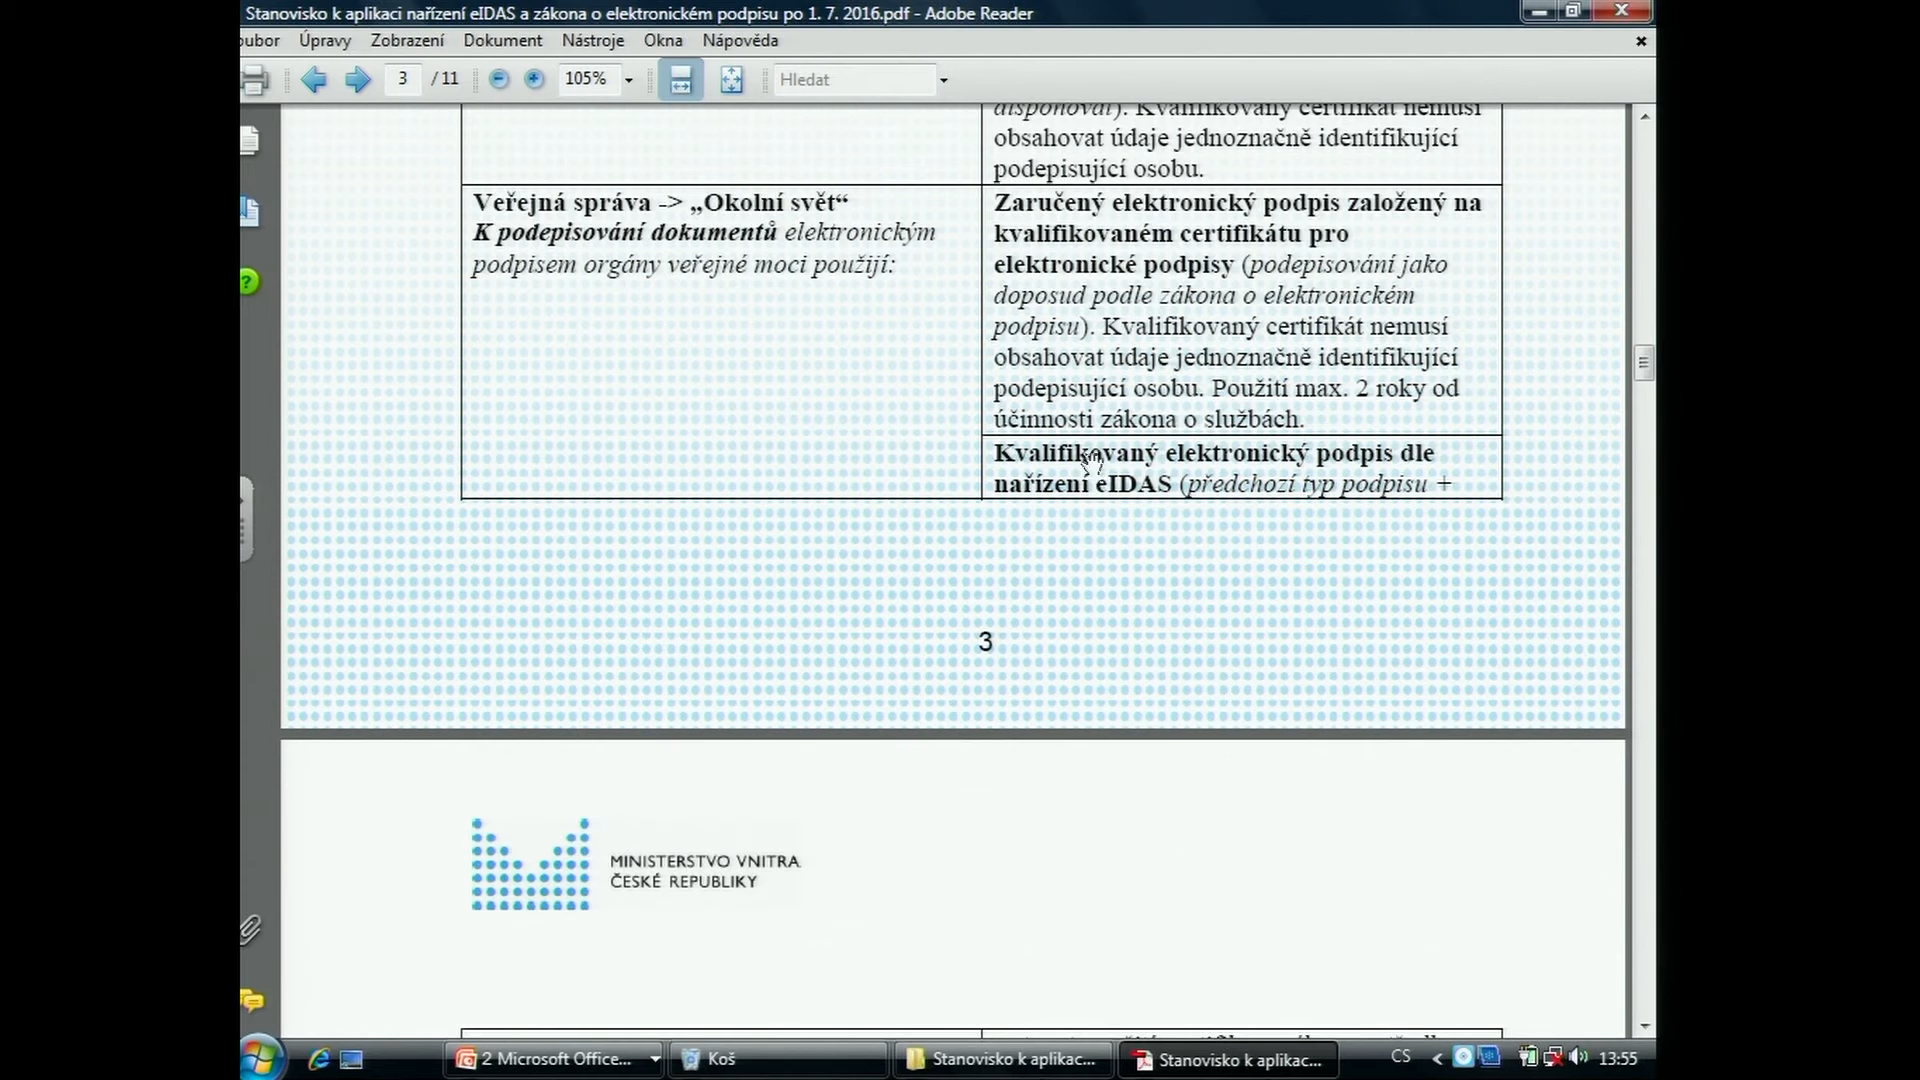 Stanovisko k aplikaci nařízení eIDAS a zákona o elektronickém podpisu po 1. 7. 2016.pdf - Adobe Reader
oubor Úpravy Zobrazení Dokument Nástroje Okna Nápověda
3 / 11 105% Hledat
disponoval). Kvalifikovaný certifikát nemusí
obsahovat údaje jednoznačně identifikující
podepisující osobu.
Veřejná správa -> „Okolní svět“
K podepisování dokumentů elektronickým
podpisem orgány veřejné moci použijí:
Zaručený elektronický podpis založený na
kvalifikovaném certifikátu pro
elektronické podpisy (podepisování jako
doposud podle zákona o elektronickém
podpisu). Kvalifikovaný certifikát nemusí
obsahovat údaje jednoznačně identifikující
podepisující osobu. Použití max. 2 roky od
účinnosti zákona o službách.
Kvalifikovaný elektronický podpis dle
nařízení eIDAS (předchozí typ podpisu +
3
MINISTERSTVO VNITRA
ČESKÉ REPUBLIKY
2 Microsoft Office... Koš Stanovisko k aplikac... Stanovisko k aplikac... CS 13:55